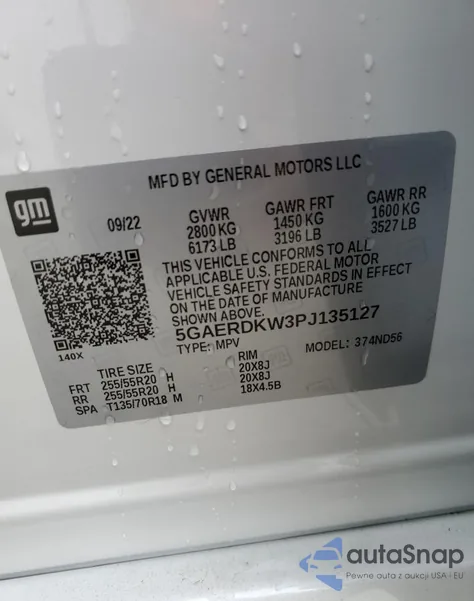 MFD BY GENERAL MOTORS LLC
gm
09/22 GVWR GAWR FRT GAWR RR
2800 KG 1450 KG 1600 KG
6173 LB 3196 LB 3527 LB
THIS VEHICLE CONFORMS TO ALL
APPLICABLE U.S. FEDERAL MOTOR
VEHICLE SAFETY STANDARDS IN EFFECT
ON THE DATE OF MANUFACTURE
SHOWN ABOVE.
5GAERDKW3PJ135127
140X TYPE: MPV MODEL: 374ND56
TIRE SIZE RIM
FRT 255/55R20 H 20X8J
RR 255/55R20 H 20X8J
SPA T135/70R18 M 18X4.5B
autoSnap
Pewne auta z aukcji USA i EU